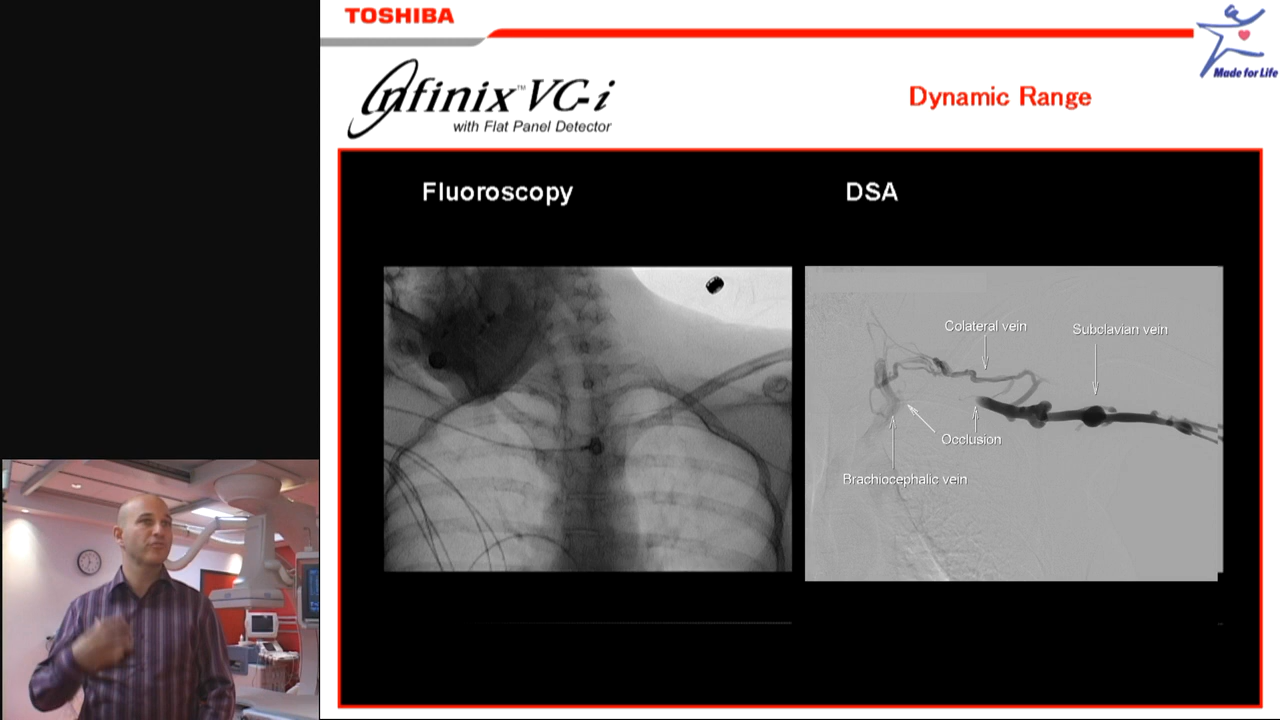 TOSHIBA
Made for Life
Infinix™ VC-i
with Flat Panel Detector
Dynamic Range
Fluoroscopy
DSA
Colateral vein
Subclavian vein
Occlusion
Brachiocephalic vein